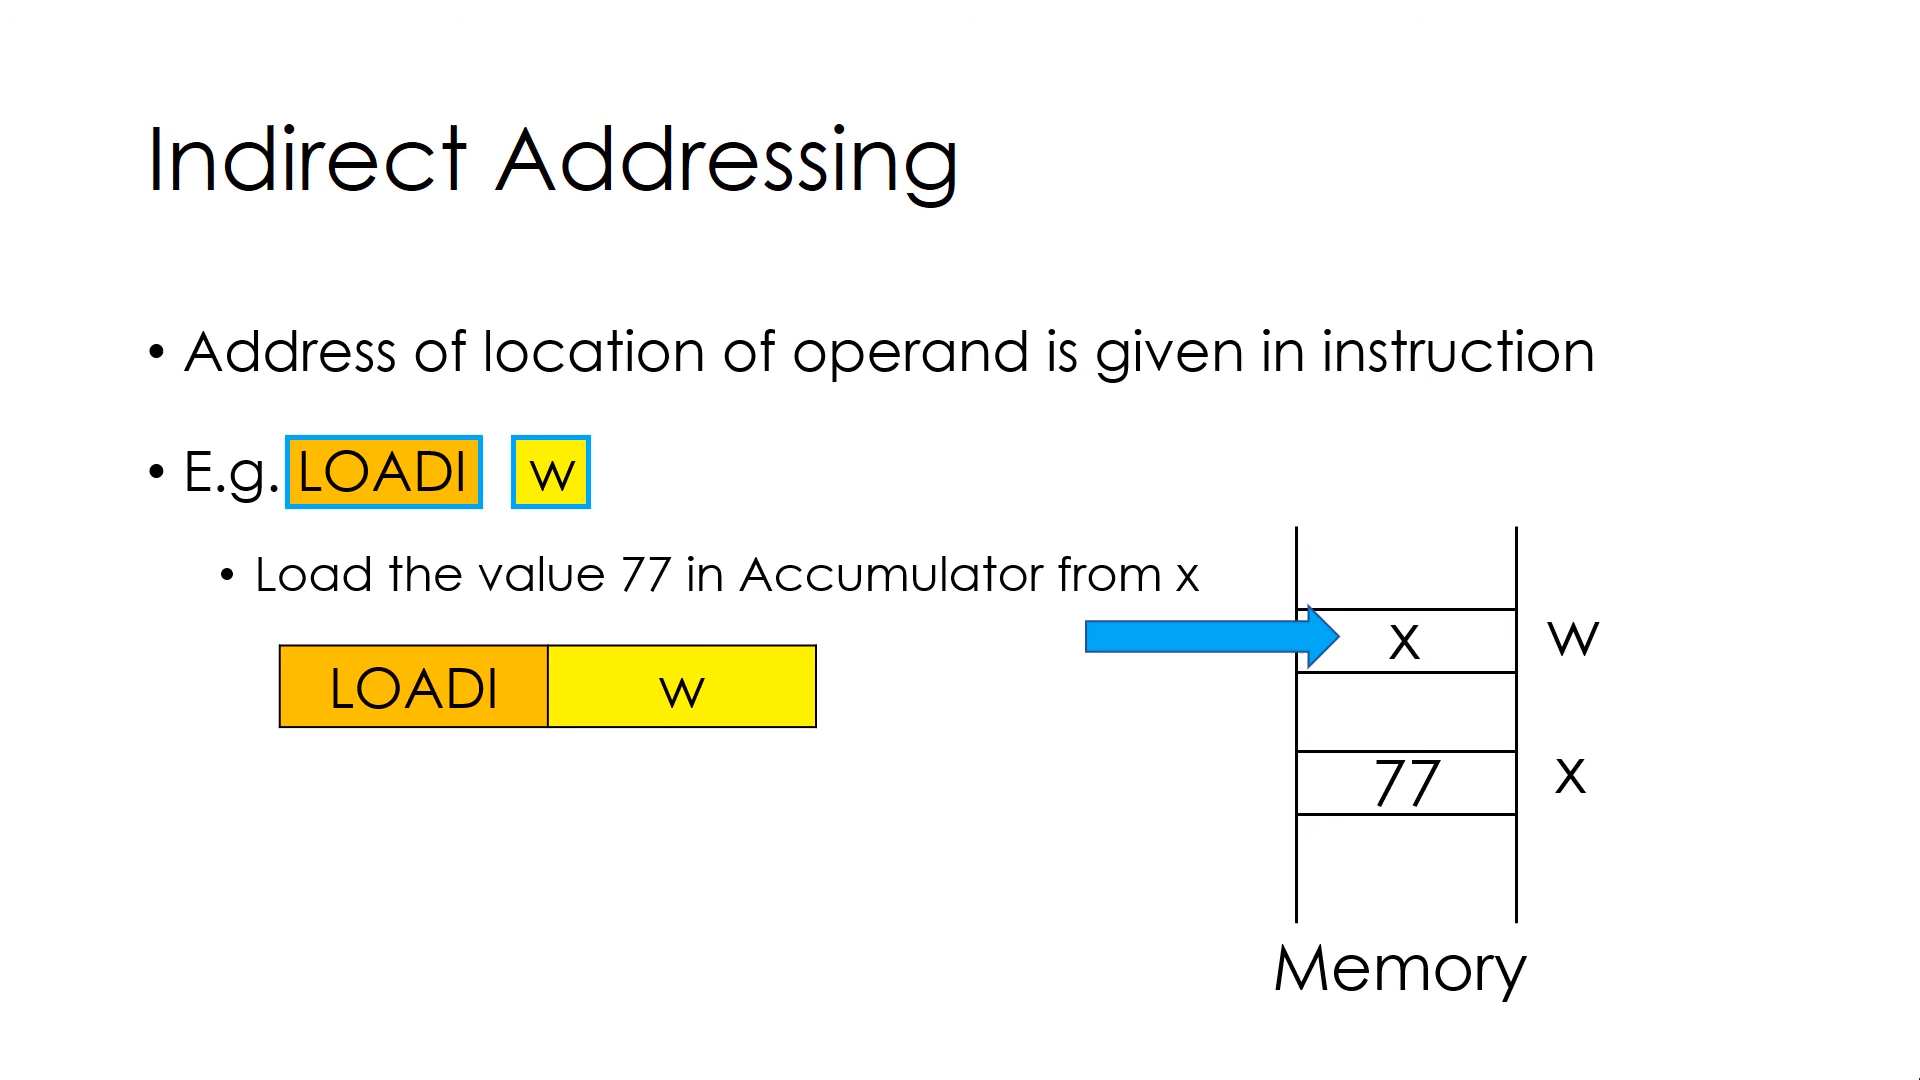 Indirect Addressing
• Address of location of operand is given in instruction
• E.g. LOADI w
• Load the value 77 in Accumulator from x
LOADI w
x w
77 x
Memory